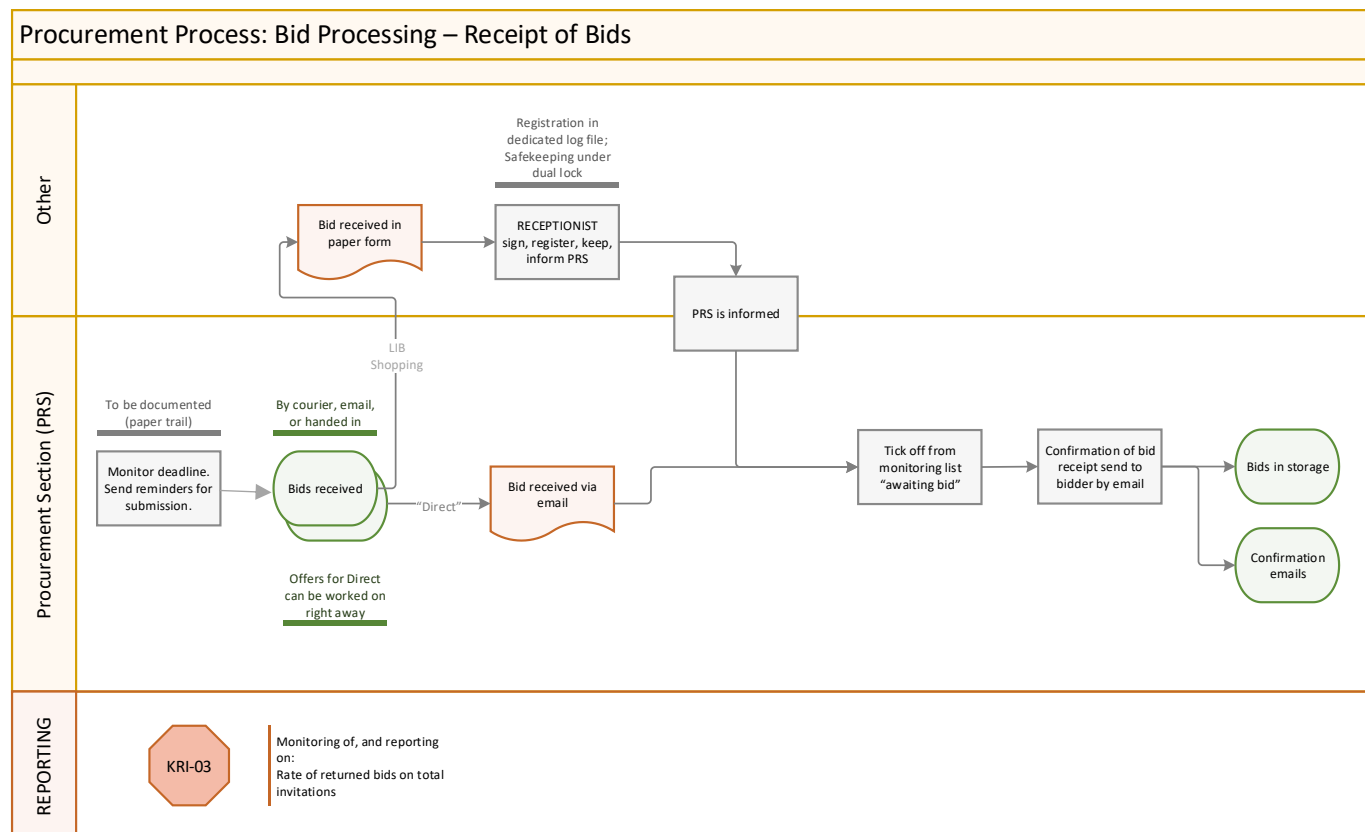 Procurement Process: Bid Processing – Receipt of Bids
Other
Registration in
dedicated log file;
Safekeeping under
dual lock
Bid received in
paper form
RECEPTIONIST
sign, register, keep,
inform PRS
PRS is informed
Procurement Section (PRS)
LIB
Shopping
To be documented
(paper trail)
Monitor deadline.
Send reminders for
submission.
By courier, email,
or handed in
Bids received
"Direct"
Bid received via
email
Offers for Direct
can be worked on
right away
Tick off from
monitoring list
“awaiting bid”
Confirmation of bid
receipt send to
bidder by email
Bids in storage
Confirmation
emails
REPORTING
KRI-03
Monitoring of, and reporting
on:
Rate of returned bids on total
invitations